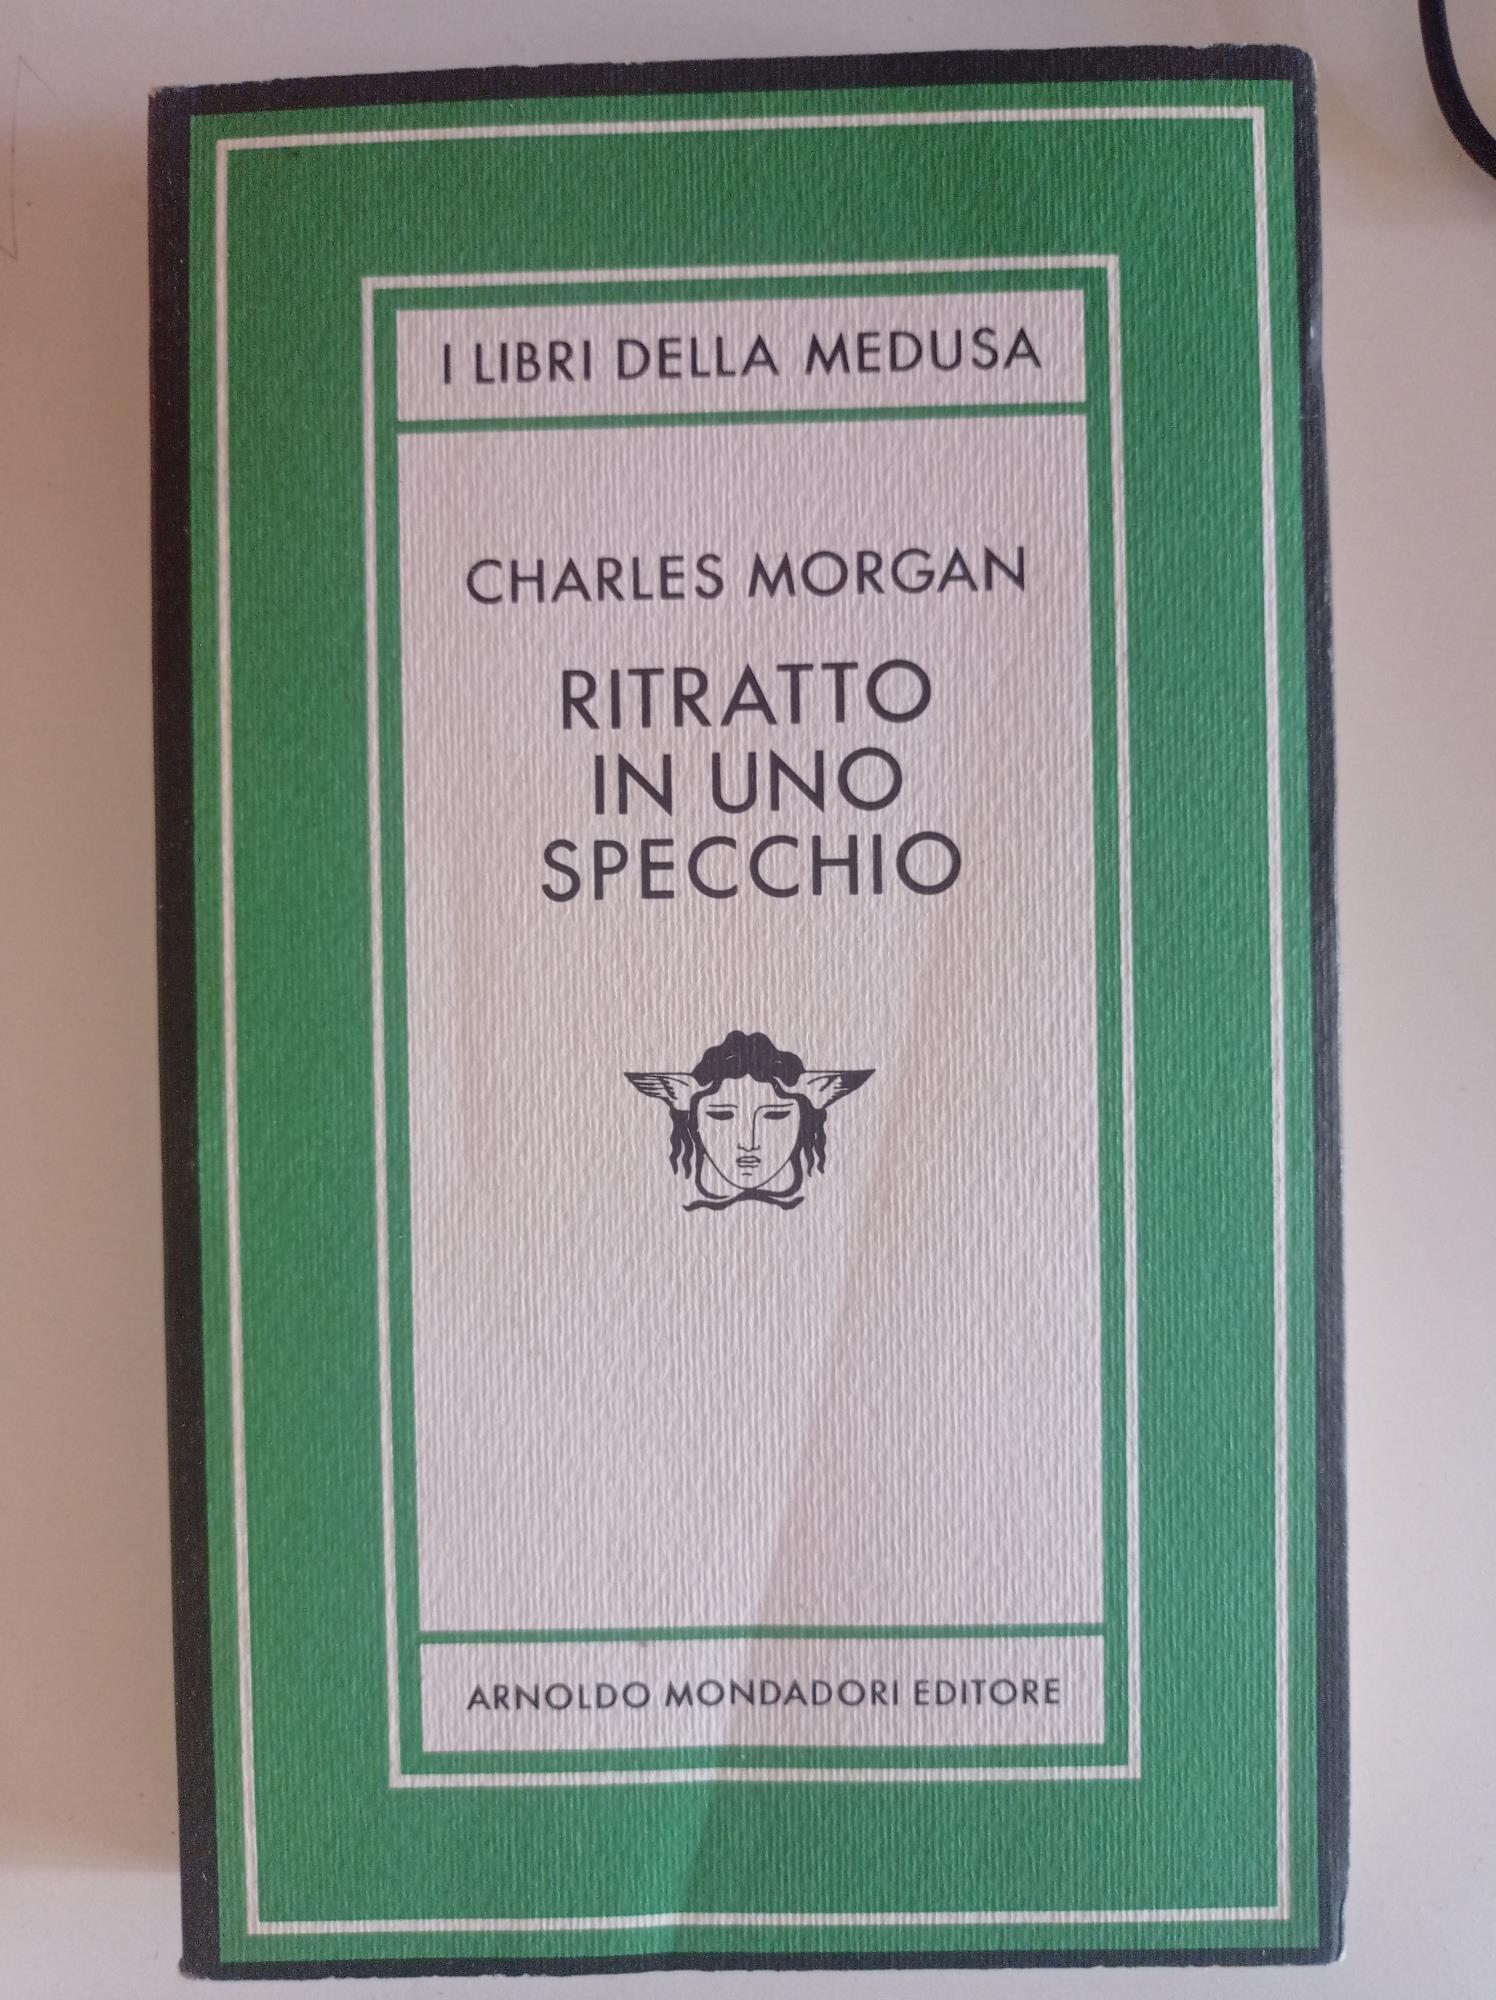 I LIBRI DELLA MEDUSA
CHARLES MORGAN
RITRATTO
IN UNO
SPECCHIO
ARNOLDO MONDADORI EDITORE